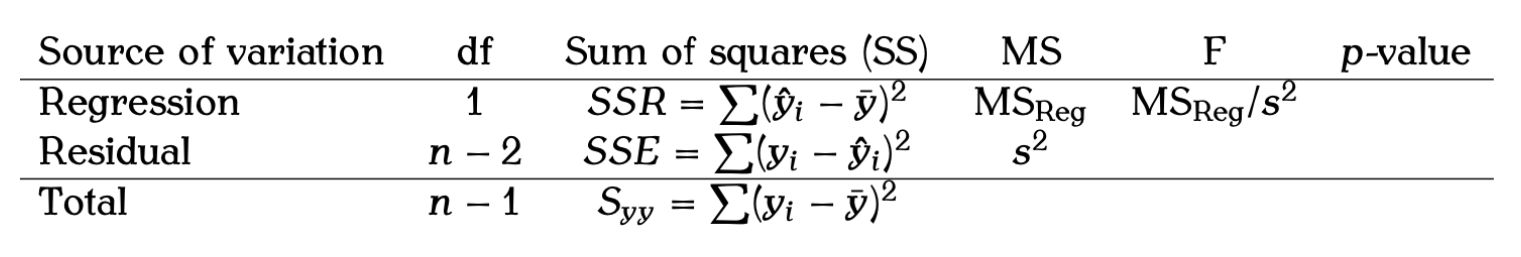 Source of variation df Sum of squares (SS) MS F p-value
Regression 1 SSR = ∑(ŷᵢ − ȳ)² MS_Reg MS_Reg/s²
Residual n − 2 SSE = ∑(yᵢ − ŷᵢ)² s²
Total n − 1 S_yy = ∑(yᵢ − ȳ)²